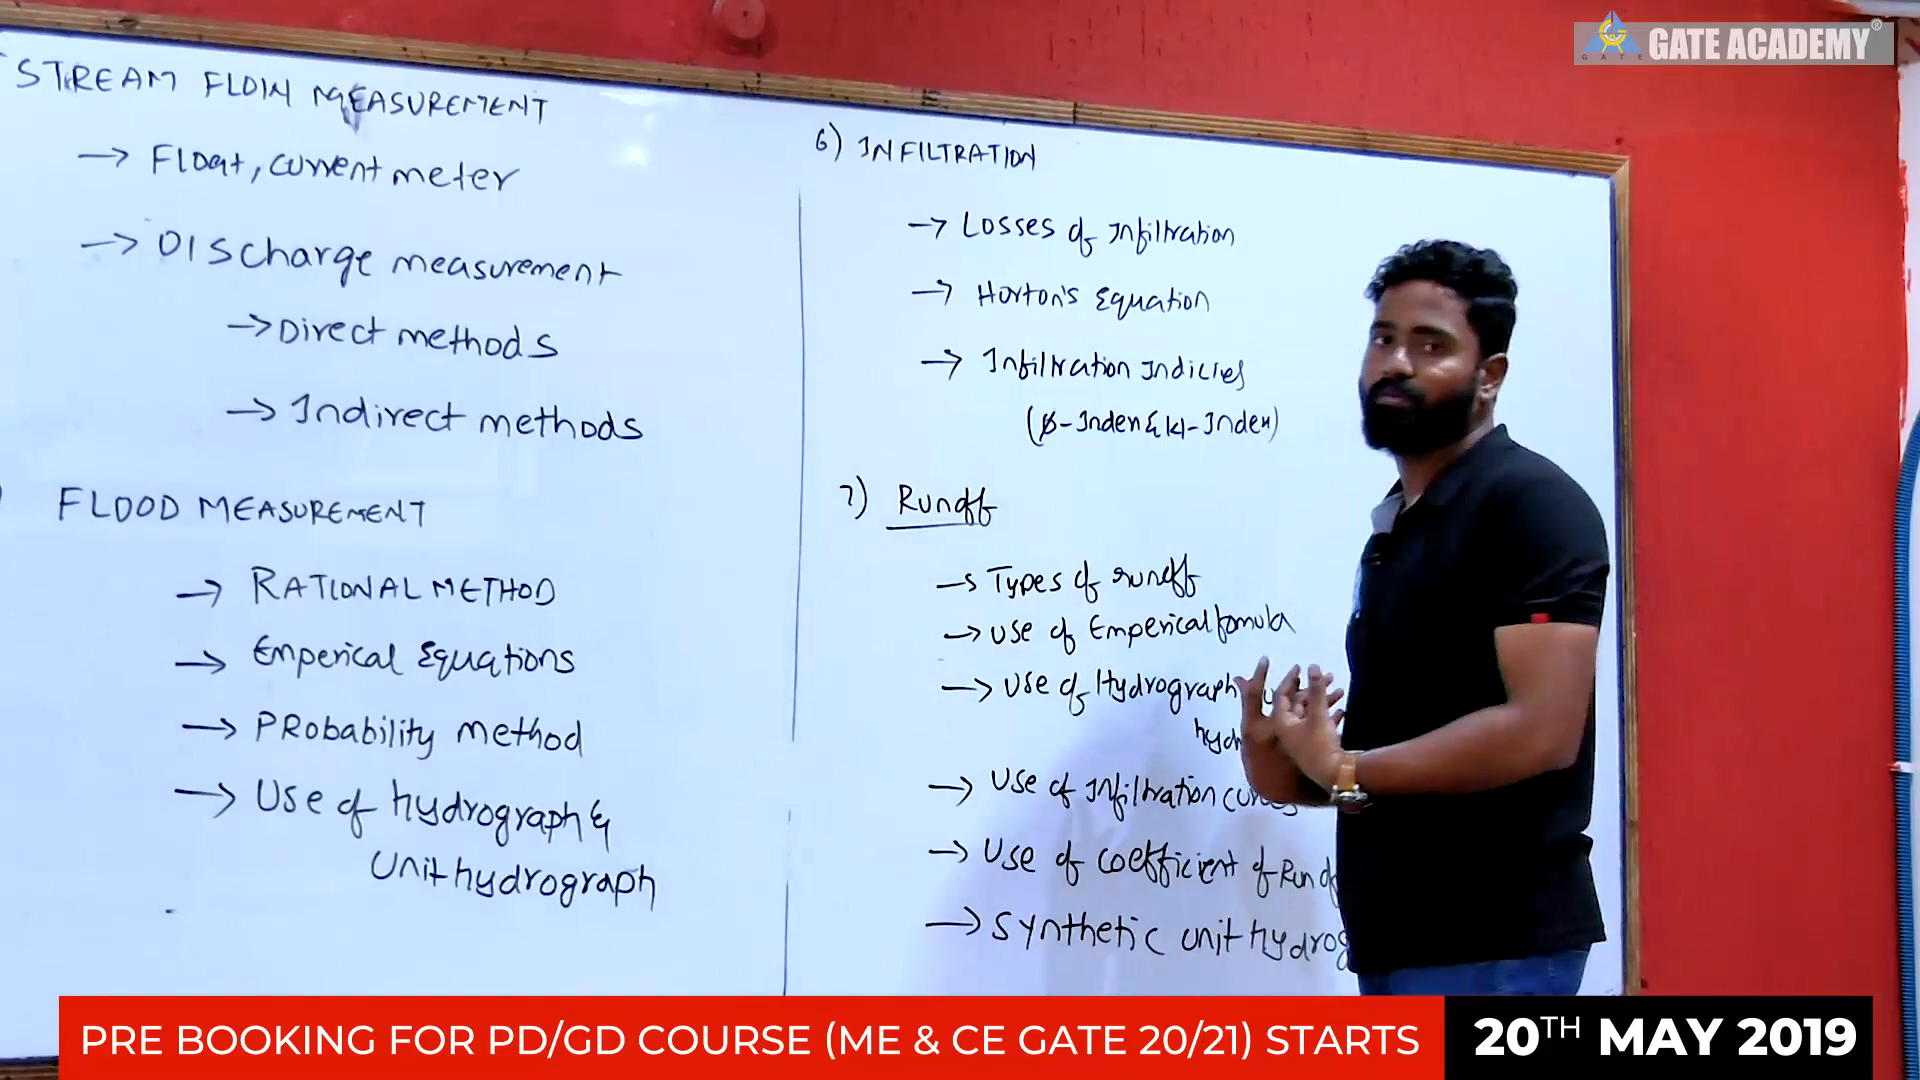 GATE ACADEMY®
GATE
STREAM FLOW MEASUREMENT
→ Float, current meter
→ Discharge measurement
→ Direct methods
→ Indirect methods
FLOOD MEASUREMENT
→ RATIONAL METHOD
→ Emperical Equations
→ PRobability method
→ Use of hydrograph &
Unit hydrograph
6) INFILTRATION
→ Losses of Infiltration
→ Horton's Equation
→ Infiltration Indicies
(φ-Index & W-Index)
7) Runoff
→ Types of runoff
→ Use of Emperical fomula
→ Use of Hydrograph
→ Use of Infiltration
→ Use of coefficient of
→ Synthetic unit
PRE BOOKING FOR PD/GD COURSE (ME & CE GATE 20/21) STARTS
20TH MAY 2019